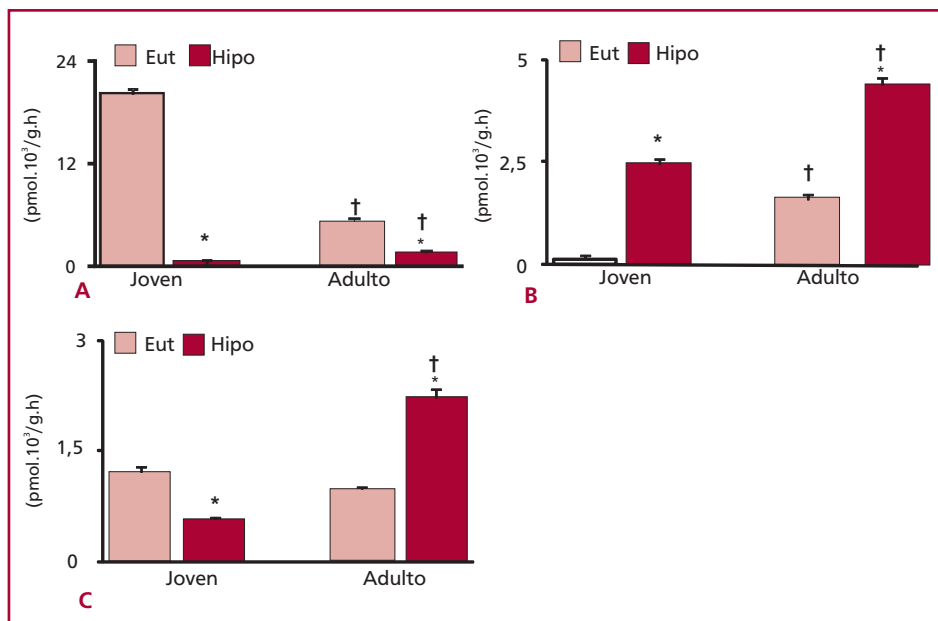 Eut Hipo
(pmol.10³/g.h)
24
12
0
*
†
†
*
Joven Adulto
A
Eut Hipo
(pmol.10³/g.h)
5
2,5
0
*
†
†
*
Joven Adulto
B
Eut Hipo
(pmol.10³/g.h)
3
1,5
0
*
†
*
Joven Adulto
C